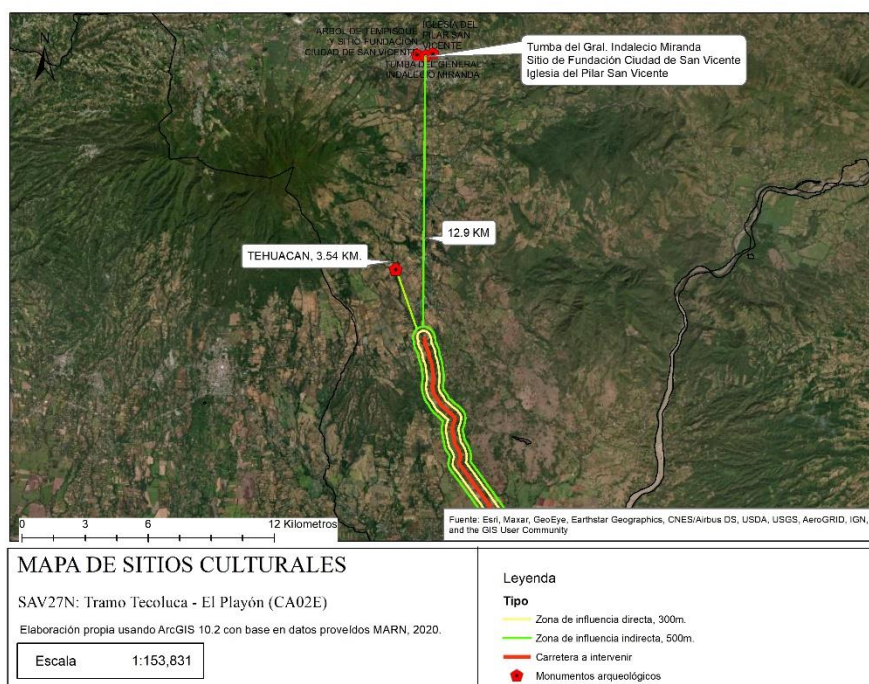 ARBOL DE TEMPISQUE
Y SITIO FUNDACION
CIUDAD DE SAN VICENTE
IGLESIA DEL
PILAR SAN
VICENTE
TUMBA DEL GENERAL
INDALECIO MIRANDA
Tumba del Gral. Indalecio Miranda
Sitio de Fundación Ciudad de San Vicente
Iglesia del Pilar San Vicente
12.9 KM
TEHUACAN, 3.54 KM.
0 3 6 12 Kilometros
Fuente: Esri, Maxar, GeoEye, Earthstar Geographics, CNES/Airbus DS, USDA, USGS, AeroGRID, IGN,
and the GIS User Community
MAPA DE SITIOS CULTURALES
SAV27N: Tramo Tecoluca - El Playón (CA02E)
Elaboración propia usando ArcGIS 10.2 con base en datos proveídos MARN, 2020.
Escala 1:153,831
Leyenda
Tipo
Zona de influencia directa, 300m.
Zona de influencia indirecta, 500m.
Carretera a intervenir
Monumentos arqueológicos